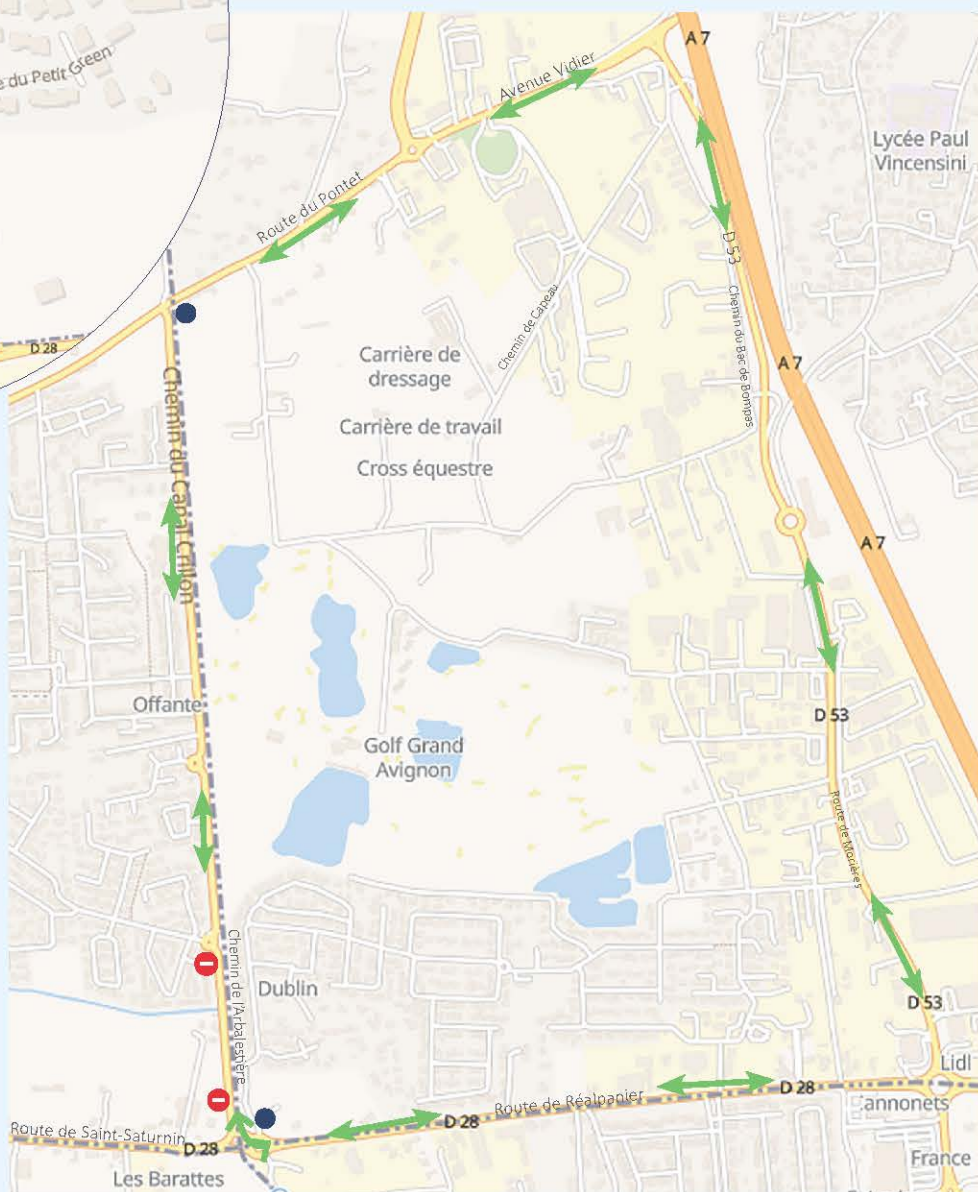 e du Petit Green
A 7
Avenue Vidier
Lycée Paul
Vincensini
Route du Pontet
D 53
Chemin du Bac de Bompas
Chemin de Capeau
D 28
Carrière de
dressage
A 7
Chemin du Canal Crillon
Carrière de travail
Cross équestre
A 7
Offante
D 53
Golf Grand
Avignon
Route de Morières
Chemin de l'Arbalestière
Dublin
D 53
Lidl
D 28
Route de Réalpanier
annonets
D 28
Route de Saint-Saturnin
D 28
France
Les Barattes